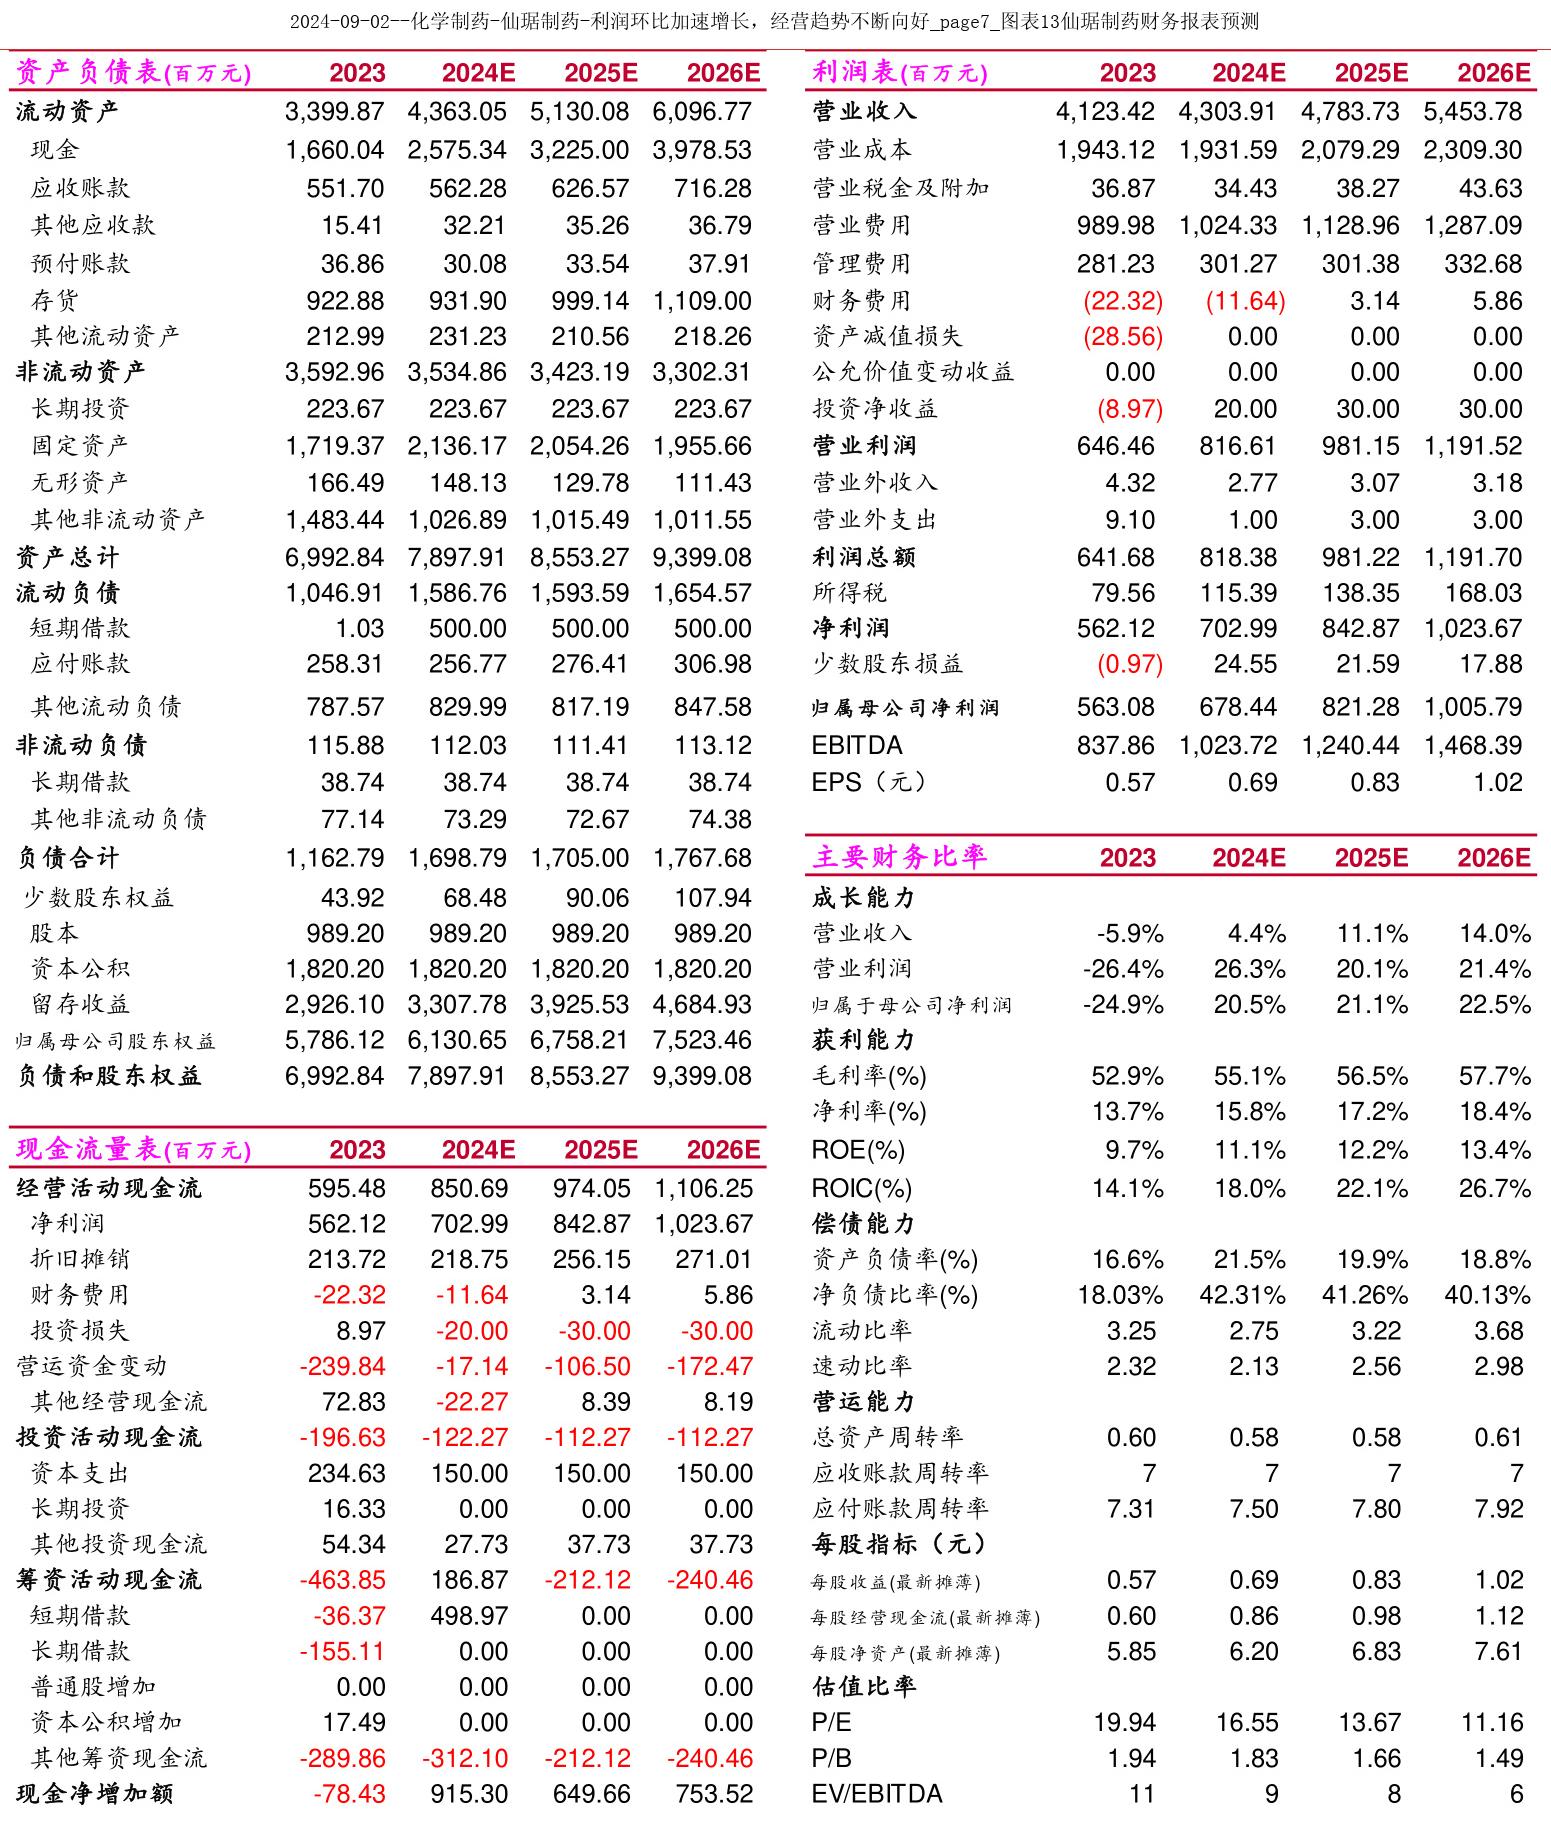 2024-09-02--化学制药-仙琚制药-利润环比加速增长，经营趋势不断向好_page7_图表13仙琚制药财务报表预测
资产负债表(百万元) 2023 2024E 2025E 2026E
流动资产 3,399.87 4,363.05 5,130.08 6,096.77
现金 1,660.04 2,575.34 3,225.00 3,978.53
应收账款 551.70 562.28 626.57 716.28
其他应收款 15.41 32.21 35.26 36.79
预付账款 36.86 30.08 33.54 37.91
存货 922.88 931.90 999.14 1,109.00
其他流动资产 212.99 231.23 210.56 218.26
非流动资产 3,592.96 3,534.86 3,423.19 3,302.31
长期投资 223.67 223.67 223.67 223.67
固定资产 1,719.37 2,136.17 2,054.26 1,955.66
无形资产 166.49 148.13 129.78 111.43
其他非流动资产 1,483.44 1,026.89 1,015.49 1,011.55
资产总计 6,992.84 7,897.91 8,553.27 9,399.08
流动负债 1,046.91 1,586.76 1,593.59 1,654.57
短期借款 1.03 500.00 500.00 500.00
应付账款 258.31 256.77 276.41 306.98
其他流动负债 787.57 829.99 817.19 847.58
非流动负债 115.88 112.03 111.41 113.12
长期借款 38.74 38.74 38.74 38.74
其他非流动负债 77.14 73.29 72.67 74.38
负债合计 1,162.79 1,698.79 1,705.00 1,767.68
少数股东权益 43.92 68.48 90.06 107.94
股本 989.20 989.20 989.20 989.20
资本公积 1,820.20 1,820.20 1,820.20 1,820.20
留存收益 2,926.10 3,307.78 3,925.53 4,684.93
归属母公司股东权益 5,786.12 6,130.65 6,758.21 7,523.46
负债和股东权益 6,992.84 7,897.91 8,553.27 9,399.08
现金流量表(百万元) 2023 2024E 2025E 2026E
经营活动现金流 595.48 850.69 974.05 1,106.25
净利润 562.12 702.99 842.87 1,023.67
折旧摊销 213.72 218.75 256.15 271.01
财务费用 -22.32 -11.64 3.14 5.86
投资损失 8.97 -20.00 -30.00 -30.00
营运资金变动 -239.84 -17.14 -106.50 -172.47
其他经营现金流 72.83 -22.27 8.39 8.19
投资活动现金流 -196.63 -122.27 -112.27 -112.27
资本支出 234.63 150.00 150.00 150.00
长期投资 16.33 0.00 0.00 0.00
其他投资现金流 54.34 27.73 37.73 37.73
筹资活动现金流 -463.85 186.87 -212.12 -240.46
短期借款 -36.37 498.97 0.00 0.00
长期借款 -155.11 0.00 0.00 0.00
普通股增加 0.00 0.00 0.00 0.00
资本公积增加 17.49 0.00 0.00 0.00
其他筹资现金流 -289.86 -312.10 -212.12 -240.46
现金净增加额 -78.43 915.30 649.66 753.52
利润表(百万元) 2023 2024E 2025E 2026E
营业收入 4,123.42 4,303.91 4,783.73 5,453.78
营业成本 1,943.12 1,931.59 2,079.29 2,309.30
营业税金及附加 36.87 34.43 38.27 43.63
营业费用 989.98 1,024.33 1,128.96 1,287.09
管理费用 281.23 301.27 301.38 332.68
财务费用 (22.32) (11.64) 3.14 5.86
资产减值损失 (28.56) 0.00 0.00 0.00
公允价值变动收益 0.00 0.00 0.00 0.00
投资净收益 (8.97) 20.00 30.00 30.00
营业利润 646.46 816.61 981.15 1,191.52
营业外收入 4.32 2.77 3.07 3.18
营业外支出 9.10 1.00 3.00 3.00
利润总额 641.68 818.38 981.22 1,191.70
所得税 79.56 115.39 138.35 168.03
净利润 562.12 702.99 842.87 1,023.67
少数股东损益 (0.97) 24.55 21.59 17.88
归属母公司净利润 563.08 678.44 821.28 1,005.79
EBITDA 837.86 1,023.72 1,240.44 1,468.39
EPS（元） 0.57 0.69 0.83 1.02
主要财务比率 2023 2024E 2025E 2026E
成长能力
营业收入 -5.9% 4.4% 11.1% 14.0%
营业利润 -26.4% 26.3% 20.1% 21.4%
归属于母公司净利润 -24.9% 20.5% 21.1% 22.5%
获利能力
毛利率(%) 52.9% 55.1% 56.5% 57.7%
净利率(%) 13.7% 15.8% 17.2% 18.4%
ROE(%) 9.7% 11.1% 12.2% 13.4%
ROIC(%) 14.1% 18.0% 22.1% 26.7%
偿债能力
资产负债率(%) 16.6% 21.5% 19.9% 18.8%
净负债比率(%) 18.03% 42.31% 41.26% 40.13%
流动比率 3.25 2.75 3.22 3.68
速动比率 2.32 2.13 2.56 2.98
营运能力
总资产周转率 0.60 0.58 0.58 0.61
应收账款周转率 7 7 7 7
应付账款周转率 7.31 7.50 7.80 7.92
每股指标（元）
每股收益(最新摊薄) 0.57 0.69 0.83 1.02
每股经营现金流(最新摊薄) 0.60 0.86 0.98 1.12
每股净资产(最新摊薄) 5.85 6.20 6.83 7.61
估值比率
P/E 19.94 16.55 13.67 11.16
P/B 1.94 1.83 1.66 1.49
EV/EBITDA 11 9 8 6